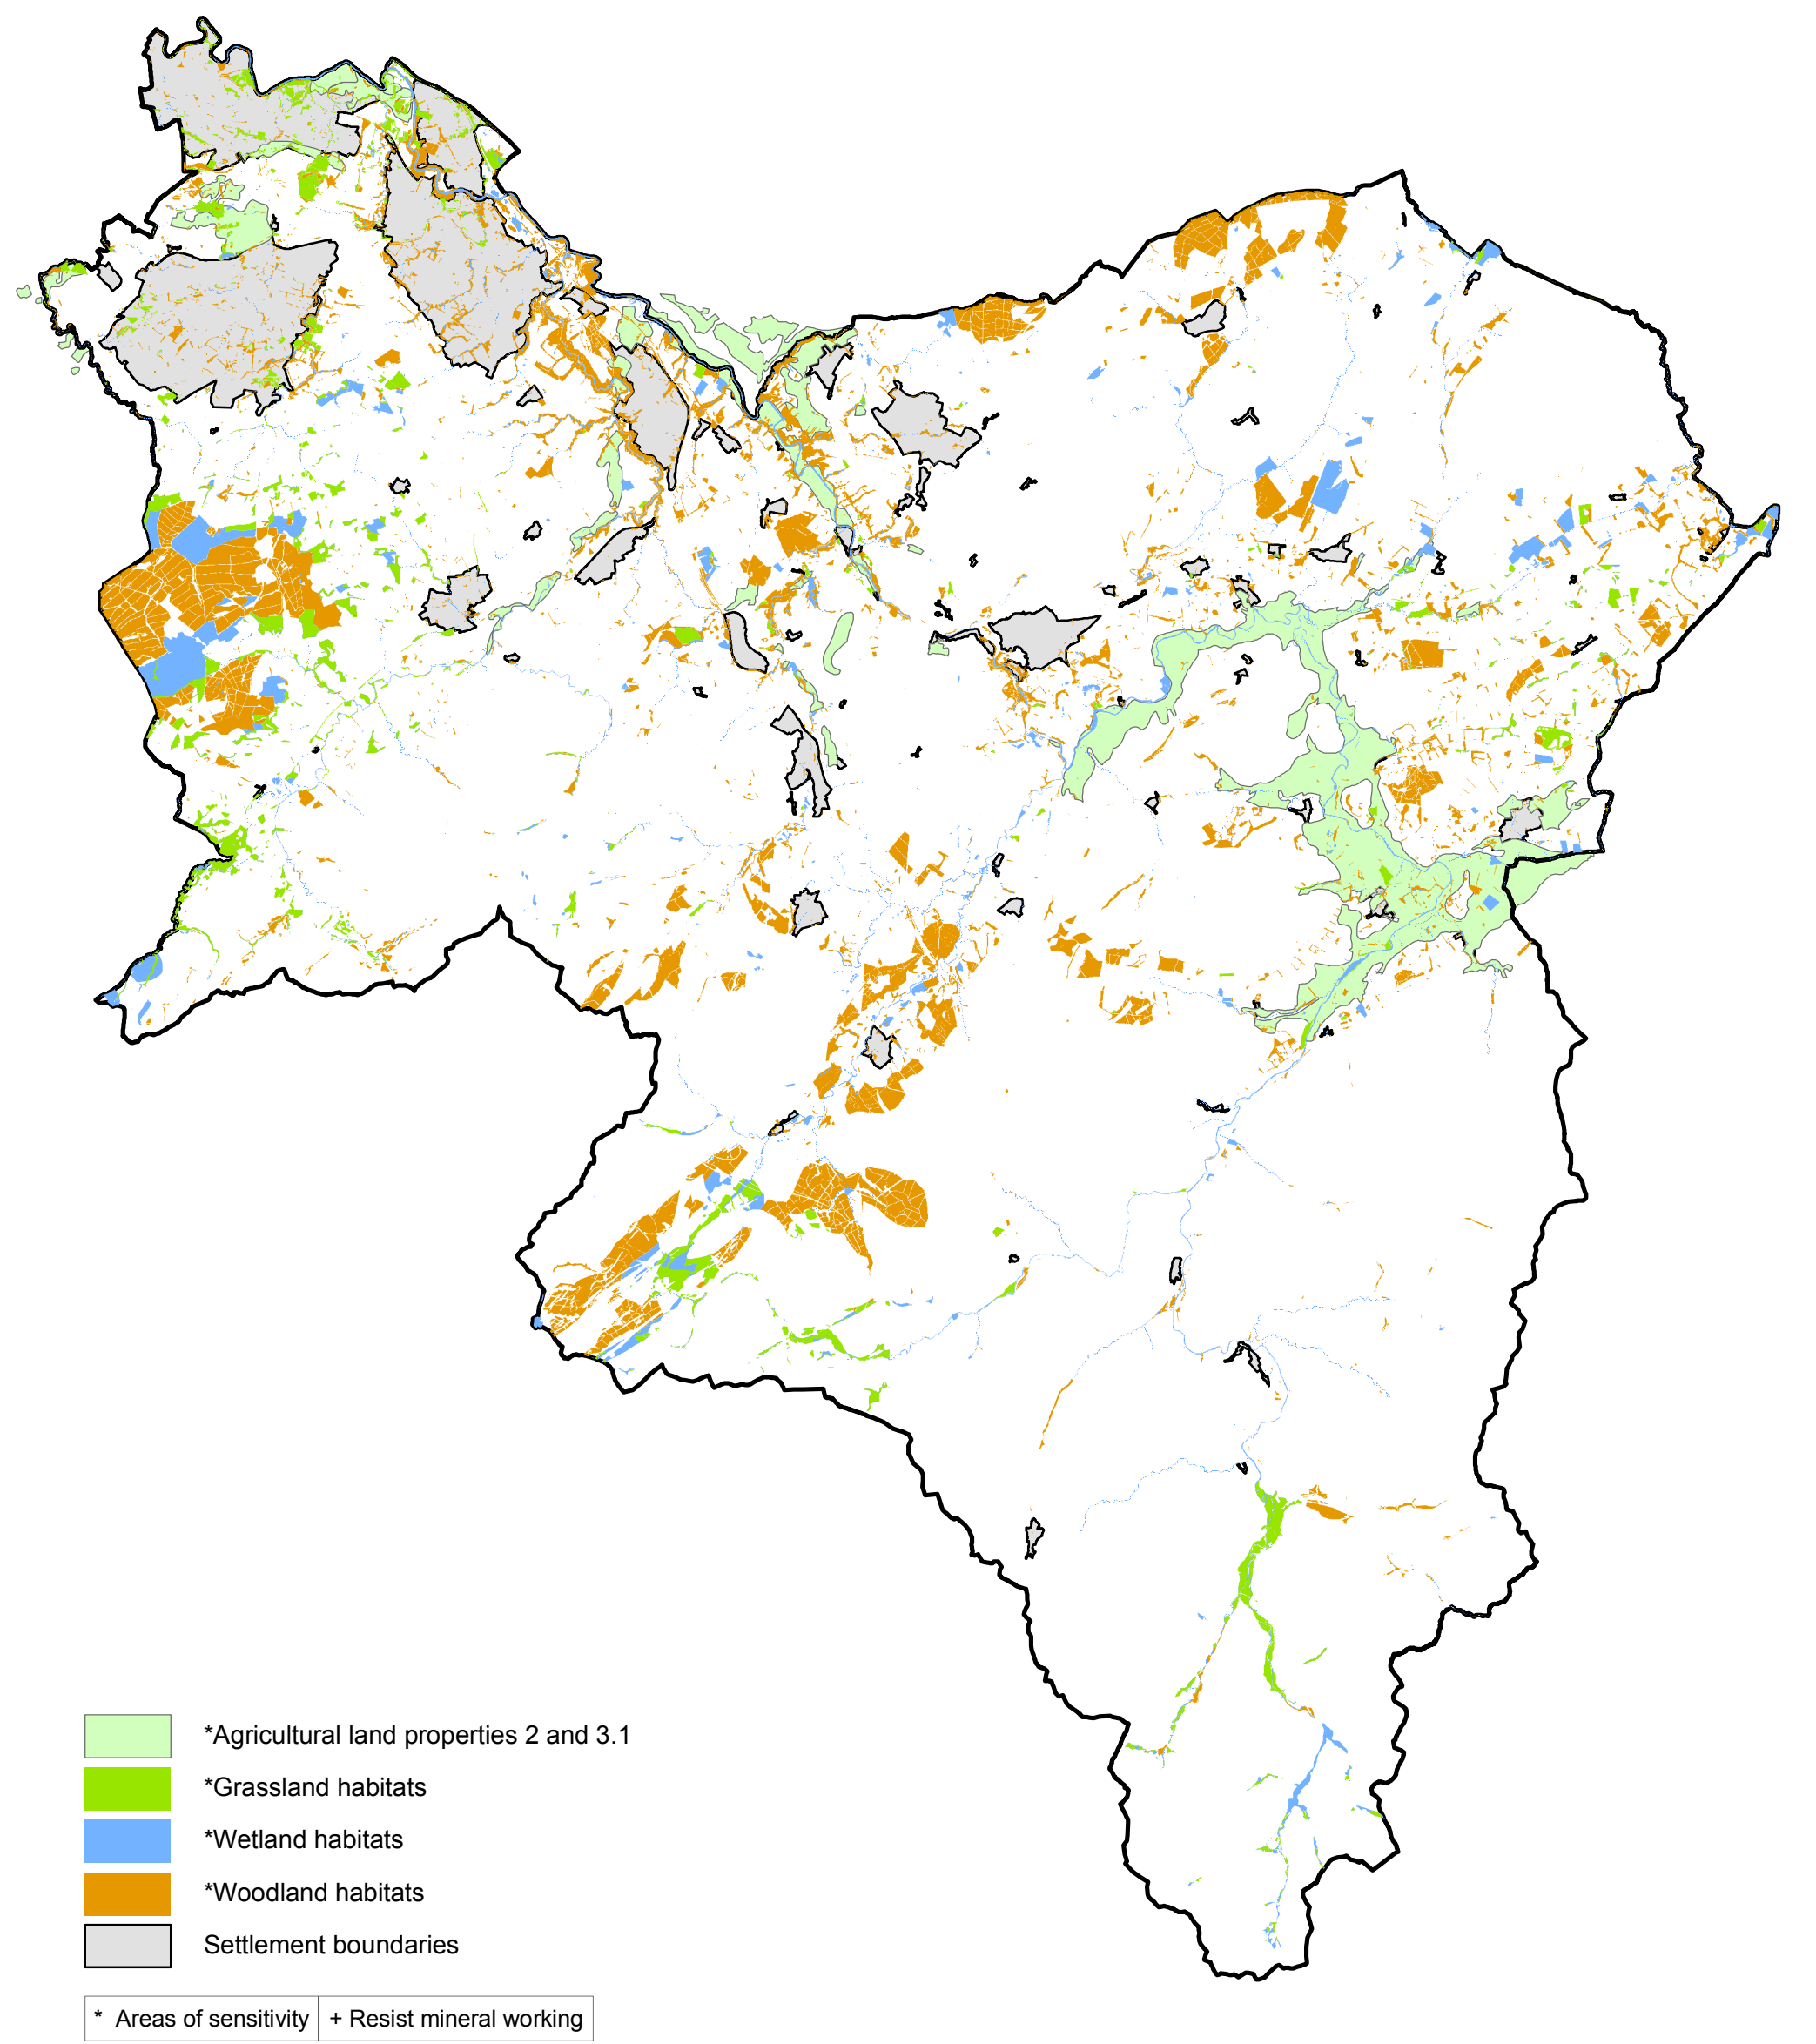 *Agricultural land properties 2 and 3.1
*Grassland habitats
*Wetland habitats
*Woodland habitats
Settlement boundaries
* Areas of sensitivity
+ Resist mineral working